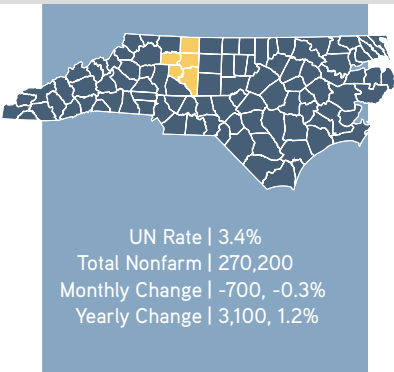 UN Rate | 3.4%
Total Nonfarm | 270,200
Monthly Change | -700, -0.3%
Yearly Change | 3,100, 1.2%